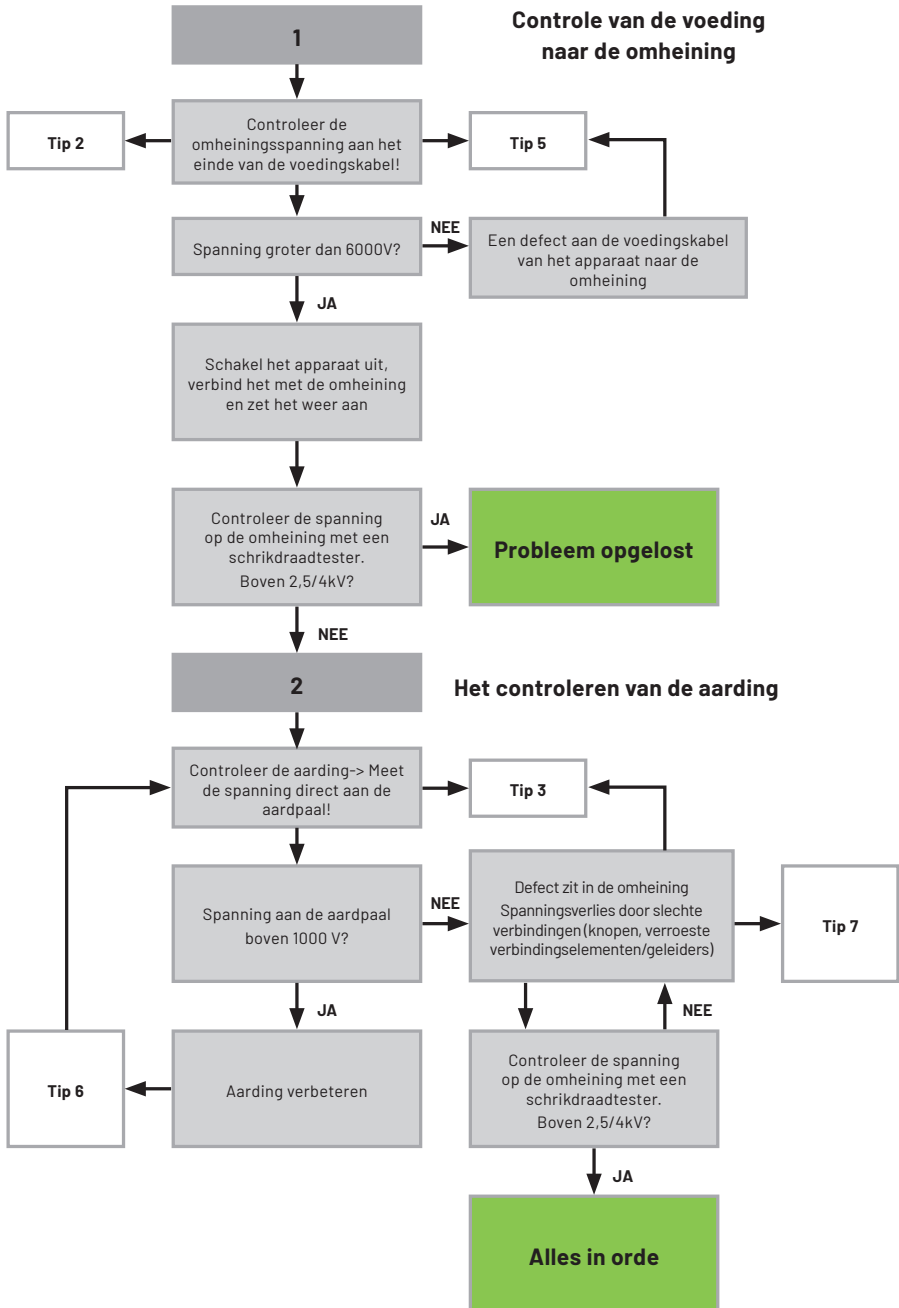 1
Controle van de voeding
naar de omheining
Tip 2
Controleer de
omheiningsspanning aan het
einde van de voedingskabel!
Tip 5
Spanning groter dan 6000V?
NEE
Een defect aan de voedingskabel
van het apparaat naar de
omheining
JA
Schakel het apparaat uit,
verbind het met de omheining
en zet het weer aan
Controleer de spanning
op de omheining met een
schrikdraadtester.
Boven 2,5/4kV?
JA
Probleem opgelost
NEE
2
Het controleren van de aarding
Controleer de aarding-> Meet
de spanning direct aan de
aardpaal!
Tip 3
Spanning aan de aardpaal
boven 1000 V?
NEE
Defect zit in de omheining
Spanningsverlies door slechte
verbindingen (knopen, verroeste
verbindingselementen/geleiders)
Tip 7
JA
NEE
Tip 6
Aarding verbeteren
Controleer de spanning
op de omheining met een
schrikdraadtester.
Boven 2,5/4kV?
JA
Alles in orde